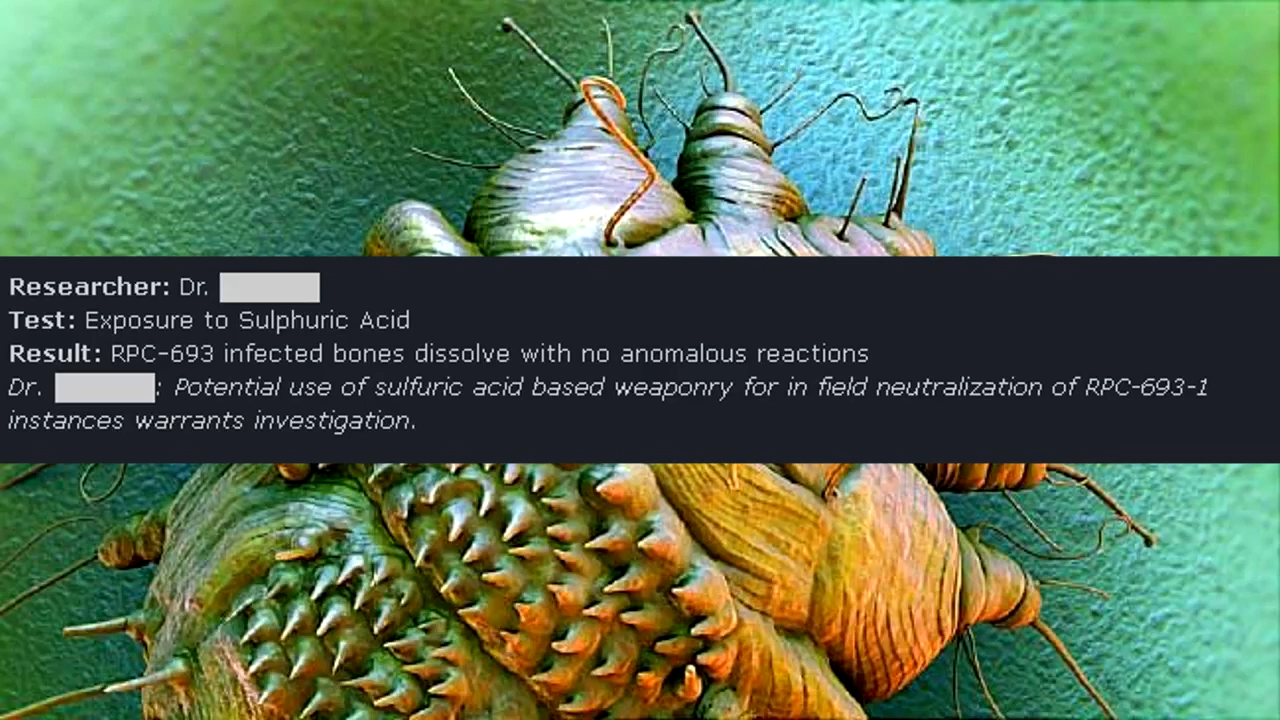 Researcher: Dr.
Test: Exposure to Sulphuric Acid
Result: RPC-693 infected bones dissolve with no anomalous reactions
Dr. : Potential use of sulfuric acid based weaponry for in field neutralization of RPC-693-1
instances warrants investigation.